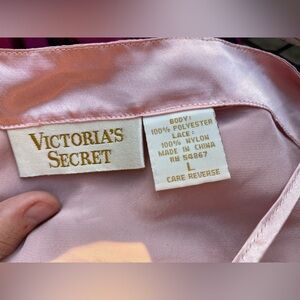 VICTORIA'S
SECRET
BODY:
100% POLYESTER
LACE:
100% NYLON
MADE IN CHINA
RN 54867
L
CARE REVERSE